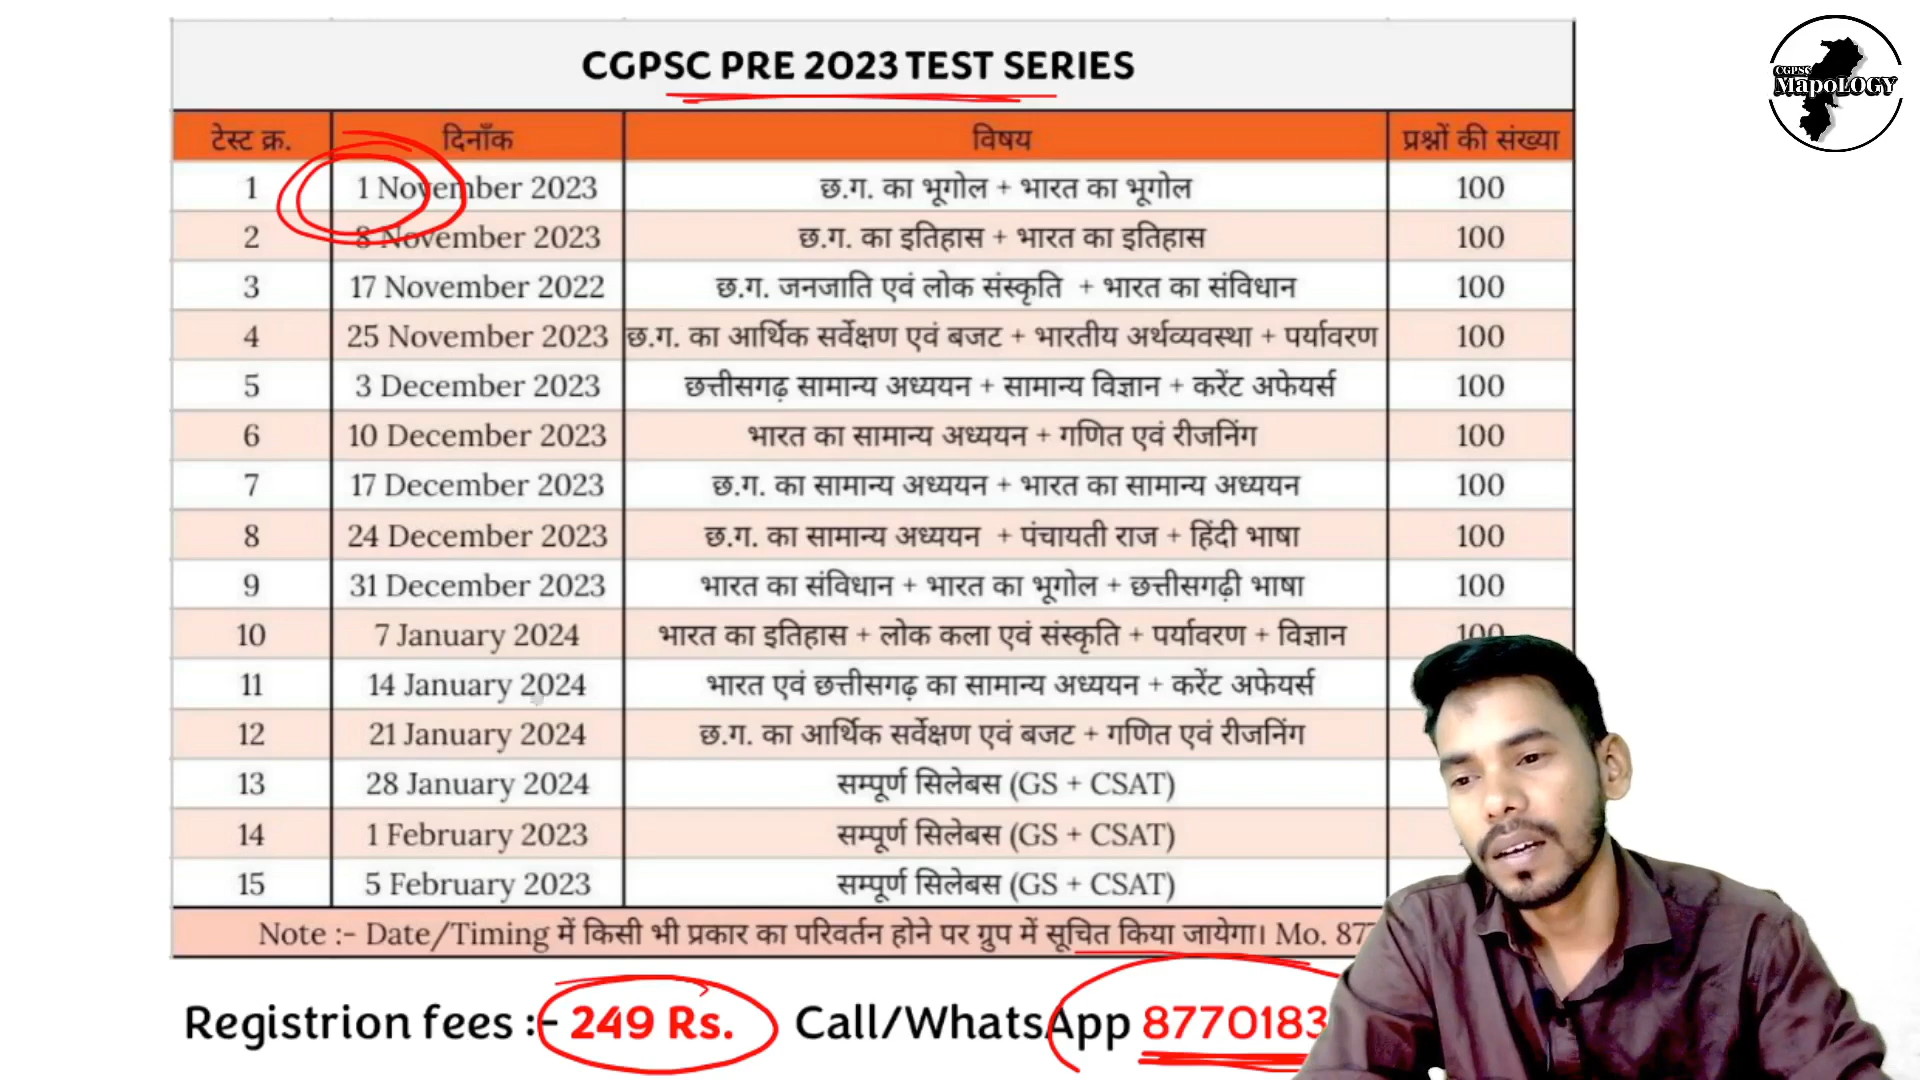 CGPSC PRE 2023 TEST SERIES
CGPSC
MapoLOGY
टेस्ट क्र. दिनाँक विषय प्रश्नों की संख्या
1 1 November 2023 छ.ग. का भूगोल + भारत का भूगोल 100
2 8 November 2023 छ.ग. का इतिहास + भारत का इतिहास 100
3 17 November 2022 छ.ग. जनजाति एवं लोक संस्कृति + भारत का संविधान 100
4 25 November 2023 छ.ग. का आर्थिक सर्वेक्षण एवं बजट + भारतीय अर्थव्यवस्था + पर्यावरण 100
5 3 December 2023 छत्तीसगढ़ सामान्य अध्ययन + सामान्य विज्ञान + करेंट अफेयर्स 100
6 10 December 2023 भारत का सामान्य अध्ययन + गणित एवं रीजनिंग 100
7 17 December 2023 छ.ग. का सामान्य अध्ययन + भारत का सामान्य अध्ययन 100
8 24 December 2023 छ.ग. का सामान्य अध्ययन + पंचायती राज + हिंदी भाषा 100
9 31 December 2023 भारत का संविधान + भारत का भूगोल + छत्तीसगढ़ी भाषा 100
10 7 January 2024 भारत का इतिहास + लोक कला एवं संस्कृति + पर्यावरण + विज्ञान 100
11 14 January 2024 भारत एवं छत्तीसगढ़ का सामान्य अध्ययन + करेंट अफेयर्स
12 21 January 2024 छ.ग. का आर्थिक सर्वेक्षण एवं बजट + गणित एवं रीजनिंग
13 28 January 2024 सम्पूर्ण सिलेबस (GS + CSAT)
14 1 February 2023 सम्पूर्ण सिलेबस (GS + CSAT)
15 5 February 2023 सम्पूर्ण सिलेबस (GS + CSAT)
Note :- Date/Timing में किसी भी प्रकार का परिवर्तन होने पर ग्रुप में सूचित किया जायेगा। Mo. 877
Registrion fees :- 249 Rs. Call/WhatsApp 8770183